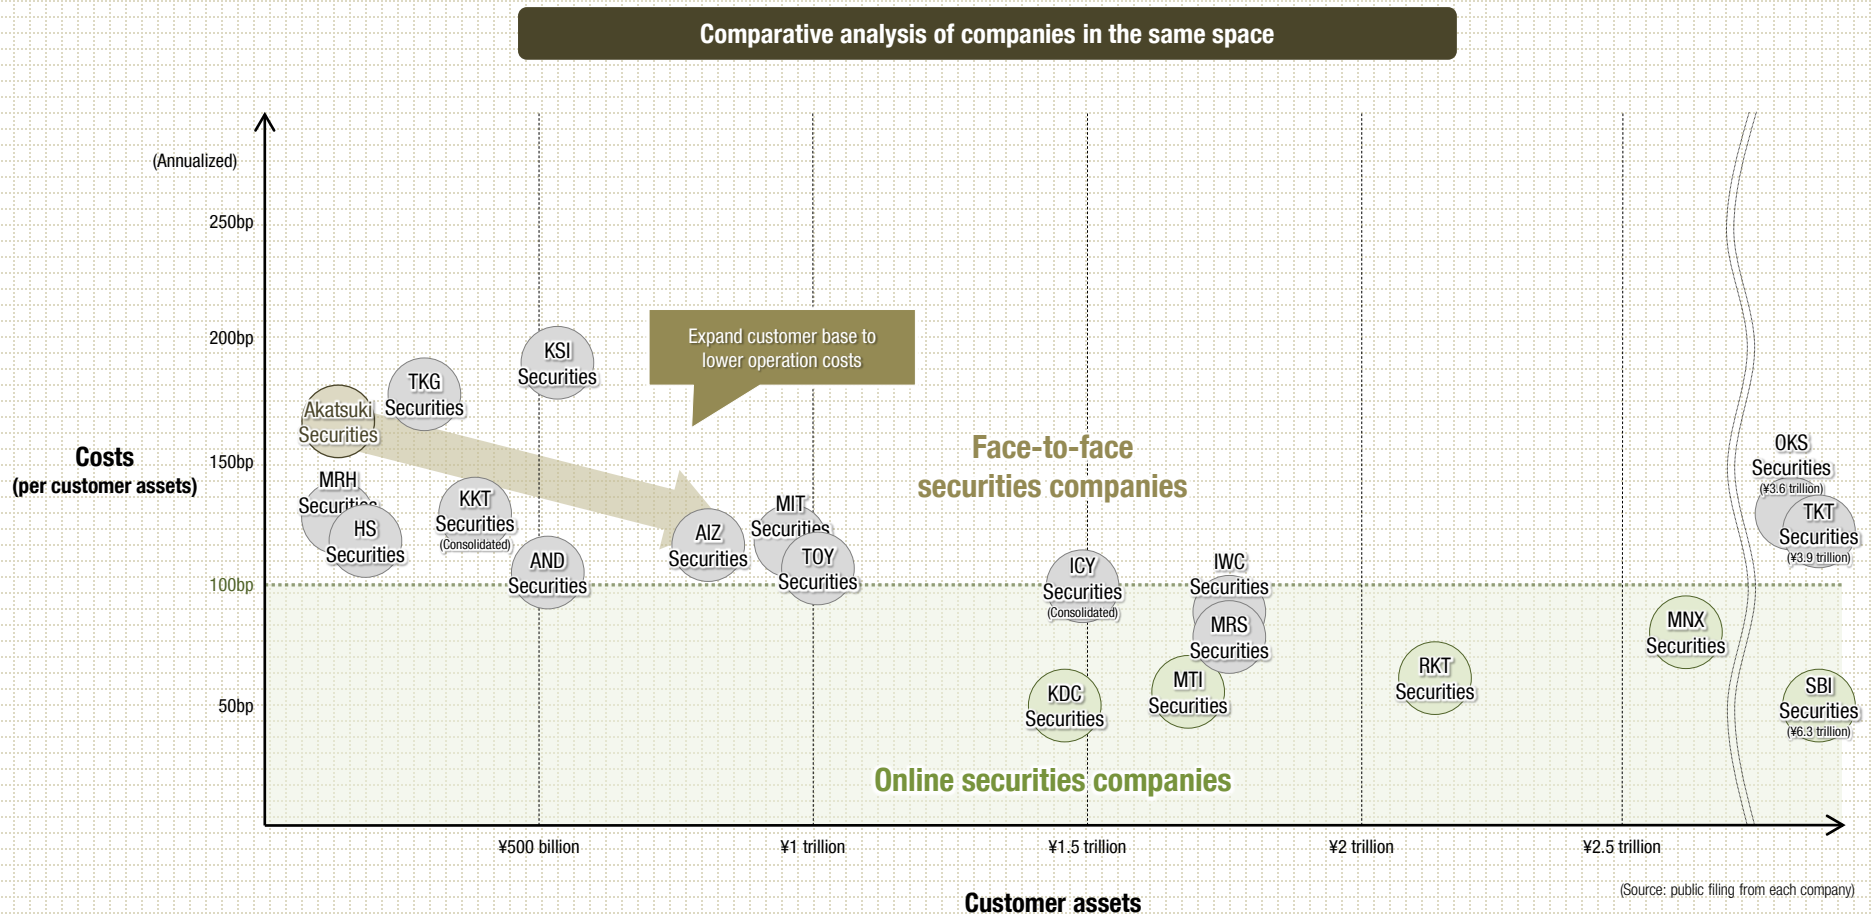 Comparative analysis of companies in the same space
(Annualized)
250bp
200bp
150bp
100bp
50bp
Costs
(per customer assets)
Akatsuki
Securities
TKG
Securities
KSI
Securities
Expand customer base to
lower operation costs
MRH
Securities
HS
Securities
KKT
Securities
(Consolidated)
AND
Securities
AIZ
Securities
MIT
Securities
TOY
Securities
Face-to-face
securities companies
ICY
Securities
(Consolidated)
IWC
Securities
MRS
Securities
KDC
Securities
MTI
Securities
RKT
Securities
MNX
Securities
OKS
Securities
(¥3.6 trillion)
TKT
Securities
(¥3.9 trillion)
SBI
Securities
(¥6.3 trillion)
Online securities companies
¥500 billion
¥1 trillion
¥1.5 trillion
¥2 trillion
¥2.5 trillion
(Source: public filing from each company)
Customer assets